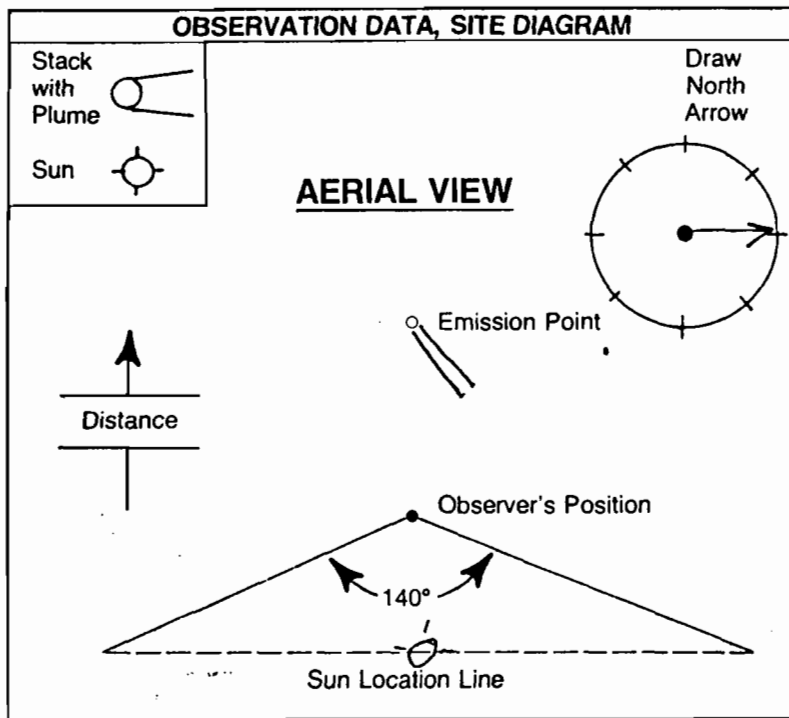 OBSERVATION DATA, SITE DIAGRAM
Stack
with
Plume
Sun
Draw
North
Arrow
AERIAL VIEW
Emission Point
Distance
Observer's Position
140°
Sun Location Line